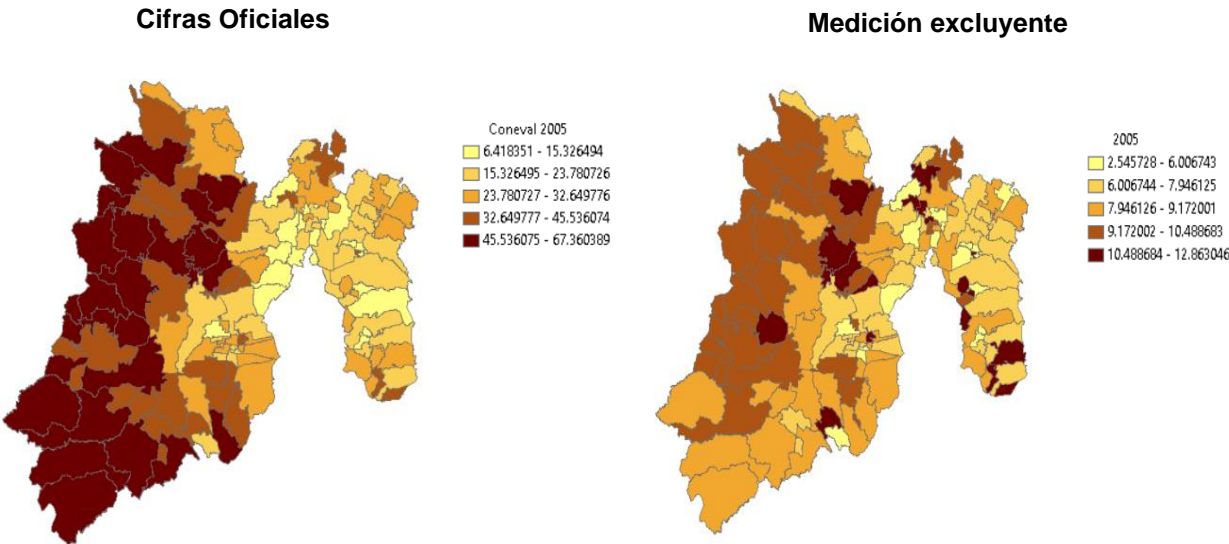 Cifras Oficiales
Medición excluyente
Coneval 2005
6.418351 - 15.326494
15.326495 - 23.780726
23.780727 - 32.649776
32.649777 - 45.536074
45.536075 - 67.360389
2005
2.545728 - 6.006743
6.006744 - 7.946125
7.946126 - 9.172001
9.172002 - 10.488683
10.488684 - 12.863046